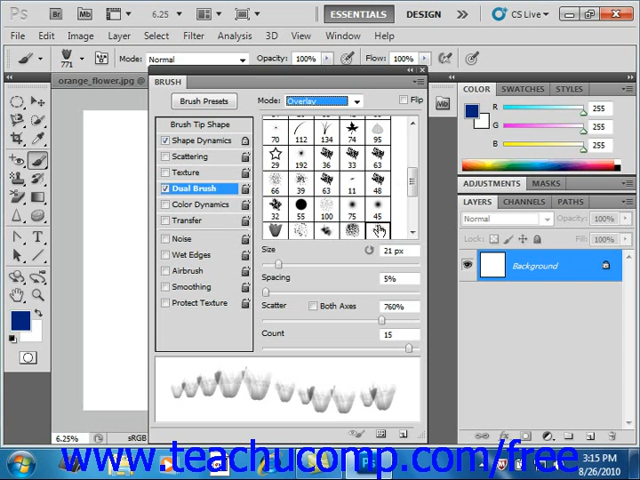 Ps Br Mb 6.25 ESSENTIALS DESIGN CS Live
File Edit Image Layer Select Filter Analysis 3D View Window Help
771 Mode: Normal Opacity: 100% Flow: 100%
orange_flower.jpg @
BRUSH
Brush Presets Mode: Overlay Flip
Brush Tip Shape
Shape Dynamics
Scattering
Texture
Dual Brush
Color Dynamics
Transfer
Noise
Wet Edges
Airbrush
Smoothing
Protect Texture
70 112 134 74 95
29 192 36 33 63
66 39 63 11 48
32 55 100 75 45
Size 21 px
Spacing 5%
Scatter Both Axes 760%
Count 15
Mb
COLOR SWATCHES STYLES
R 255
G 255
B 255
ADJUSTMENTS MASKS
LAYERS CHANNELS PATHS
Normal Opacity: 100%
Lock: Fill: 100%
Background
6.25% sRGB
www.teachucomp.com/free
3:15 PM
8/26/2010